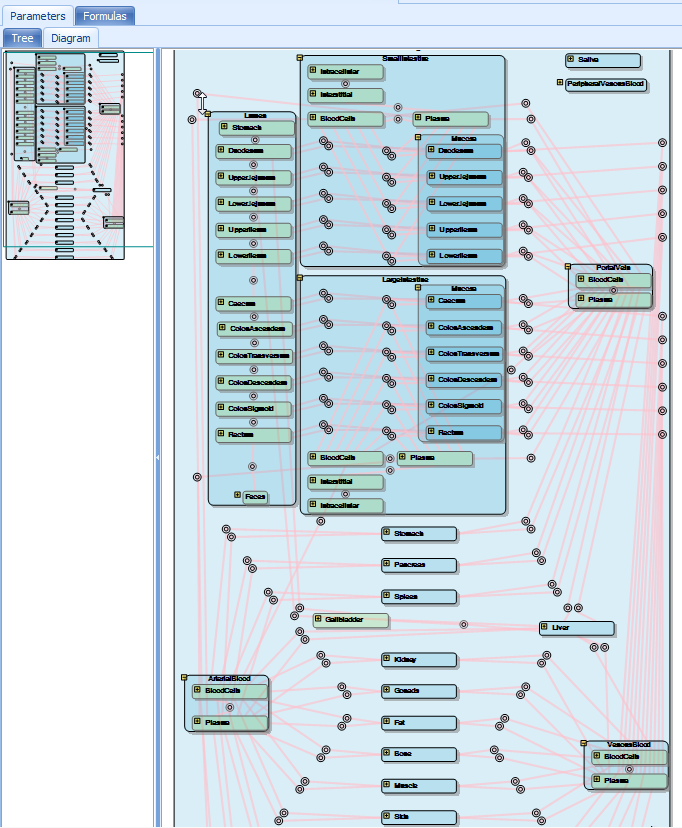 Parameters
Formulas
Tree
Diagram
SmallIntestine
Intracellular
Interstitial
BloodCells
Plasma
Mucosa
Duodenum
UpperJejunum
LowerJejunum
UpperIleum
LowerIleum
Saliva
PeripheralVenousBlood
Lumen
Stomach
Duodenum
UpperJejunum
LowerJejunum
UpperIleum
LowerIleum
Caecum
ColonAscendens
ColonTransversum
ColonDescendens
ColonSigmoid
Rectum
Feces
LargeIntestine
Mucosa
Caecum
ColonAscendens
ColonTransversum
ColonDescendens
ColonSigmoid
Rectum
BloodCells
Plasma
Interstitial
Intracellular
PortalVein
BloodCells
Plasma
Stomach
Pancreas
Spleen
Gallbladder
Liver
Kidney
Gonads
Fat
Bone
Muscle
Skin
ArterialBlood
BloodCells
Plasma
VenousBlood
BloodCells
Plasma